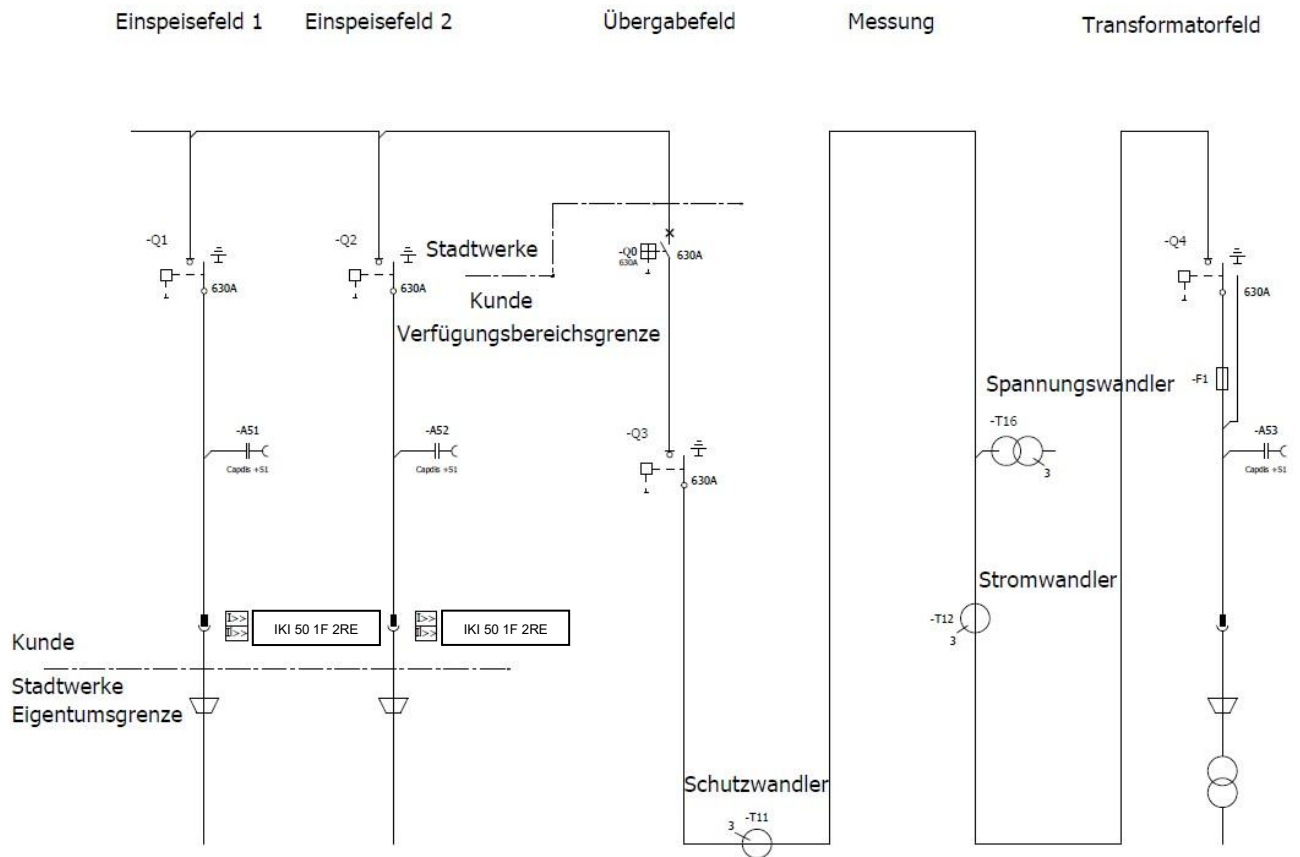 Einspeisefeld 1
Einspeisefeld 2
Übergabefeld
Messung
Transformatorfeld
-Q1
630A
-Q2
630A
Stadtwerke
Kunde
Verfügungsbereichsgrenze
-Q0
630A
630A
-Q4
630A
-F1
Spannungswandler
-T16
3
-A51
Capdis +S1
-A52
Capdis +S1
-Q3
630A
-A53
Capdis +S1
Stromwandler
-T12
3
I>>
I>>
IKI 50 1F 2RE
I>>
I>>
IKI 50 1F 2RE
Kunde
Stadtwerke
Eigentumsgrenze
Schutzwandler
-T11
3